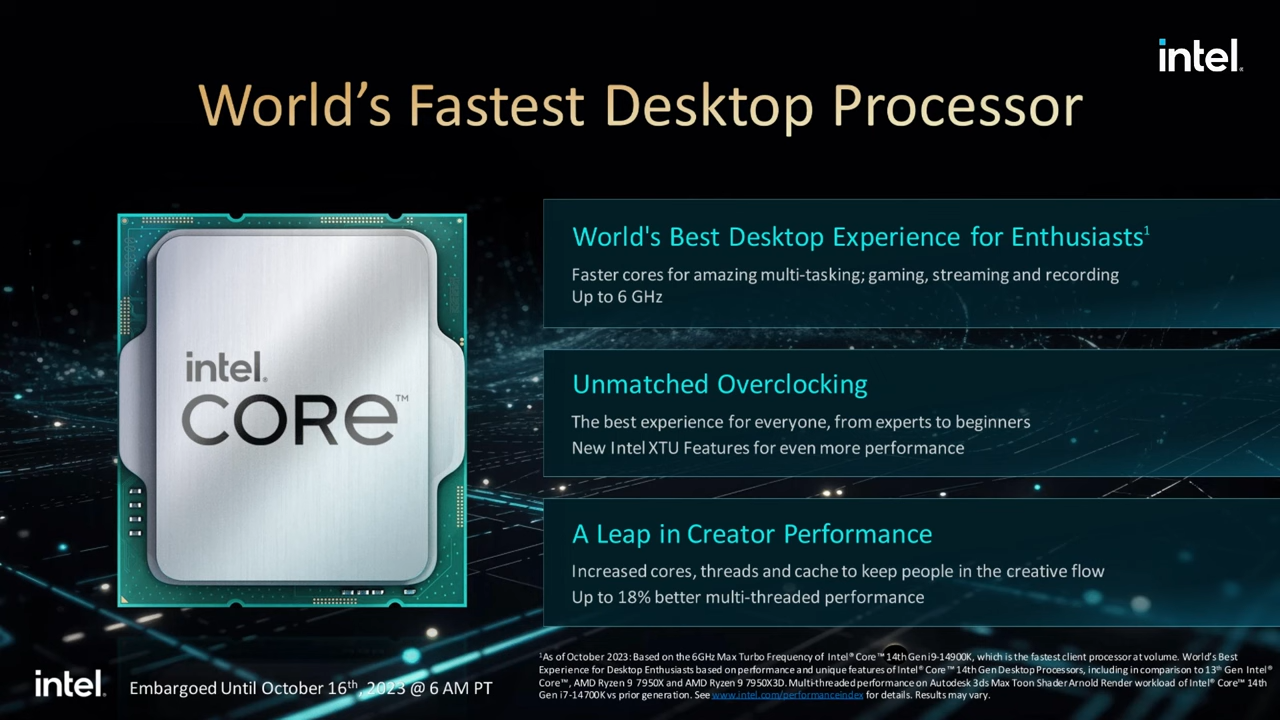 intel.
World's Fastest Desktop Processor
intel.
CORe™
World's Best Desktop Experience for Enthusiasts¹
Faster cores for amazing multi-tasking; gaming, streaming and recording
Up to 6 GHz
Unmatched Overclocking
The best experience for everyone, from experts to beginners
New Intel XTU Features for even more performance
A Leap in Creator Performance
Increased cores, threads and cache to keep people in the creative flow
Up to 18% better multi-threaded performance
intel.
Embargoed Until October 16th, 2023 @ 6 AM PT
¹As of October 2023: Based on the 6GHz Max Turbo Frequency of Intel® Core™ 14th Gen i9-14900K, which is the fastest client processor at volume. World's Best
Experience for Desktop Enthusiasts based on performance and unique features of Intel® Core™ 14th Gen Desktop Processors, including in comparison to 13th Gen Intel®
Core™, AMD Ryzen 9 7950X and AMD Ryzen 9 7950X3D. Multi-threaded performance on Autodesk 3ds Max Toon Shader Arnold Render workload of Intel® Core™ 14th
Gen i7-14700K vs prior generation. See www.intel.com/performanceindex for details. Results may vary.